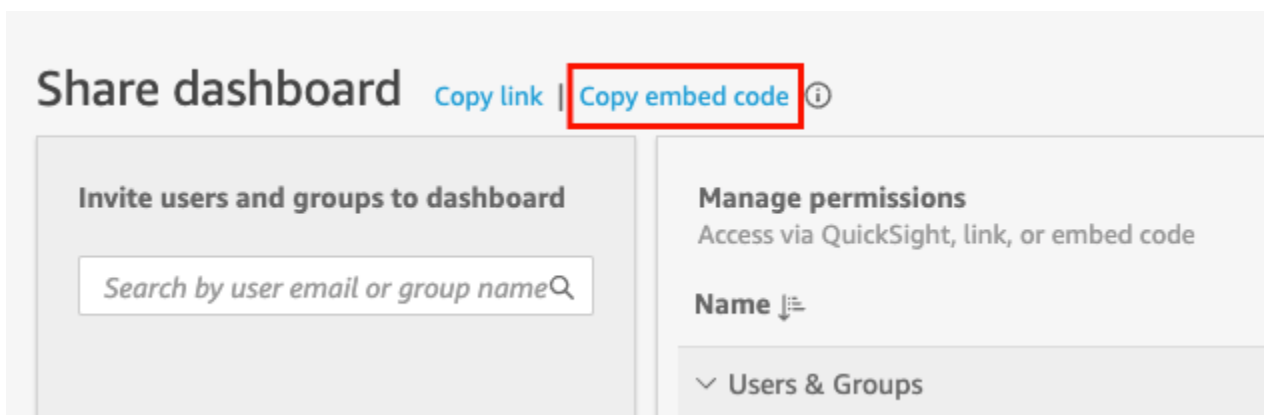 Share dashboard Copy link | Copy embed code
Invite users and groups to dashboard
Search by user email or group name
Manage permissions
Access via QuickSight, link, or embed code
Name
Users & Groups